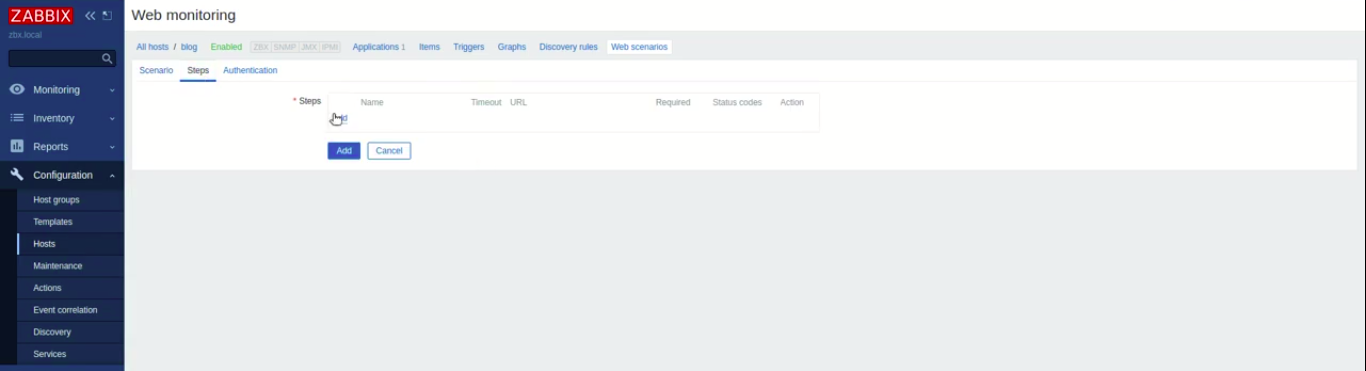 ZABBIX
zbx.local
Monitoring
Inventory
Reports
Configuration
Host groups
Templates
Hosts
Maintenance
Actions
Event correlation
Discovery
Services
Web monitoring
All hosts / blog Enabled ZBX SNMP JMX IPMI Applications 1 Items Triggers Graphs Discovery rules Web scenarios
Scenario Steps Authentication
* Steps Name Timeout URL Required Status codes Action
Add Cancel